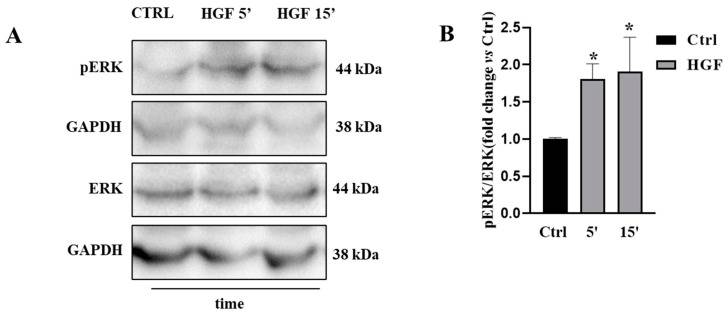 A
CTRL HGF 5’ HGF 15’
pERK 44 kDa
GAPDH 38 kDa
ERK 44 kDa
GAPDH 38 kDa
time
B
pERK/ERK(fold change vs Ctrl)
2.5
2.0
1.5
1.0
0.5
0.0
* *
Ctrl 5' 15'
Ctrl
HGF